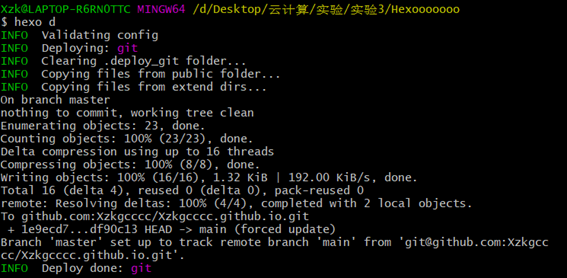 Xzk@LAPTOP-R6RNOTTC MINGW64 /d/Desktop/云计算/实验/实验3/Hexooooooo
$ hexo d
INFO  Validating config
INFO  Deploying: git
INFO  Clearing .deploy_git folder...
INFO  Copying files from public folder...
INFO  Copying files from extend dirs...
On branch master
nothing to commit, working tree clean
Enumerating objects: 23, done.
Counting objects: 100% (23/23), done.
Delta compression using up to 16 threads
Compressing objects: 100% (8/8), done.
Writing objects: 100% (16/16), 1.32 KiB | 192.00 KiB/s, done.
Total 16 (delta 4), reused 0 (delta 0), pack-reused 0
remote: Resolving deltas: 100% (4/4), completed with 2 local objects.
To github.com:Xzkgcccc/Xzkgcccc.github.io.git
 + 1e9ecd7...df90c13 HEAD -> main (forced update)
Branch 'master' set up to track remote branch 'main' from 'git@github.com:Xzkgcc
cc/Xzkgcccc.github.io.git'.
INFO  Deploy done: git